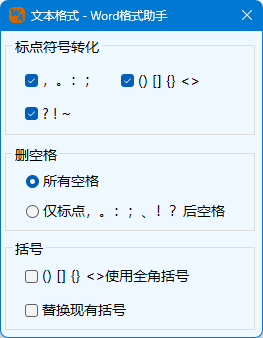 文本格式 - Word格式助手
标点符号转化
，。：； () [] {} <>
? ! ~
删空格
所有空格
仅标点，。：；、！？后空格
括号
() [] {} <>使用全角括号
替换现有括号